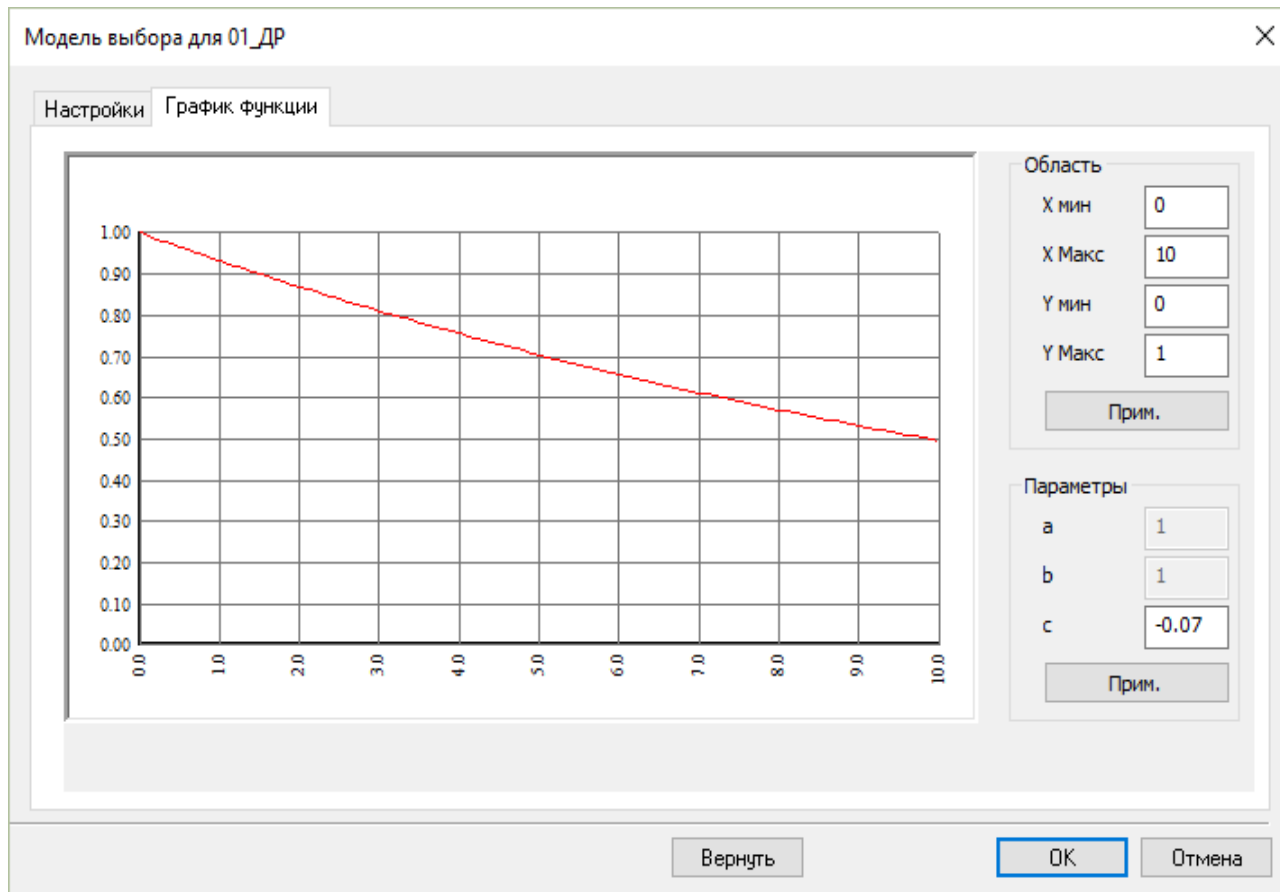 Модель выбора для 01_ДР
Настройки
График функции
1.00
0.90
0.80
0.70
0.60
0.50
0.40
0.30
0.20
0.10
0.00
0.0
1.0
2.0
3.0
4.0
5.0
6.0
7.0
8.0
9.0
10.0
Область
X мин 0
X Макс 10
Y мин 0
Y Макс 1
Прим.
Параметры
a 1
b 1
c -0.07
Прим.
Вернуть
OK
Отмена